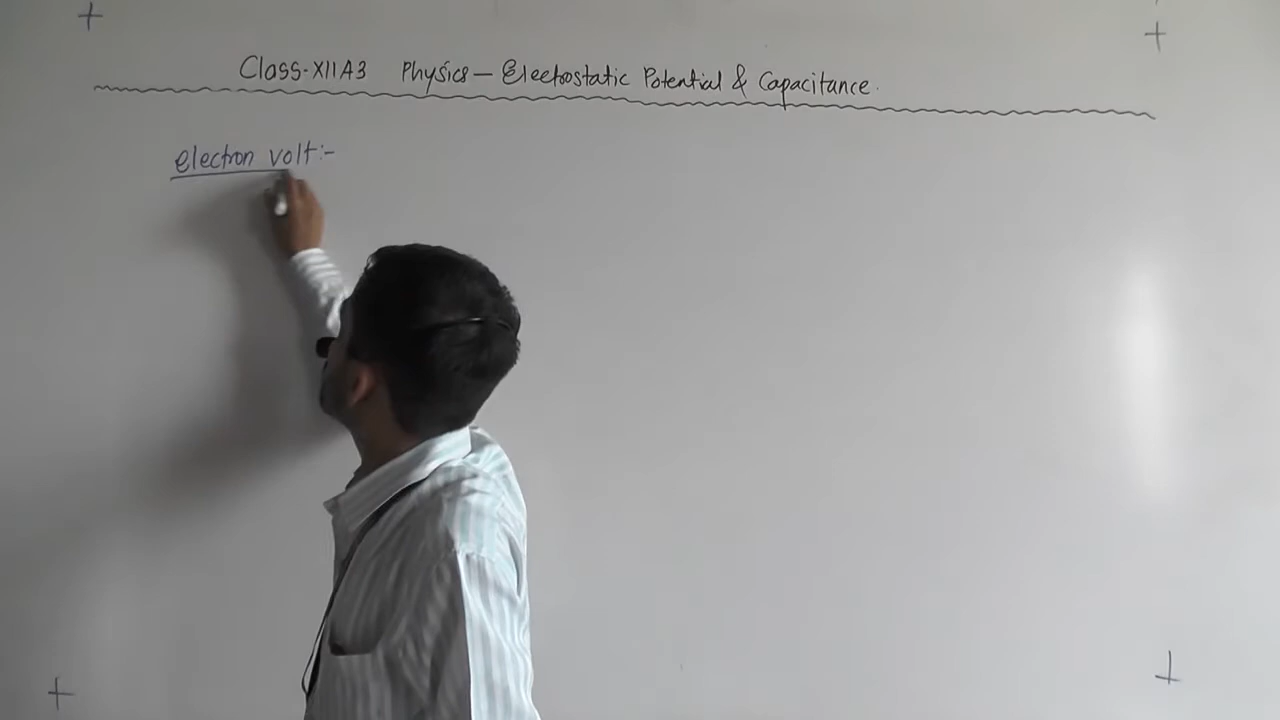 Class-XII A3 Physics - Electrostatic Potential & Capacitance.
electron volt:-